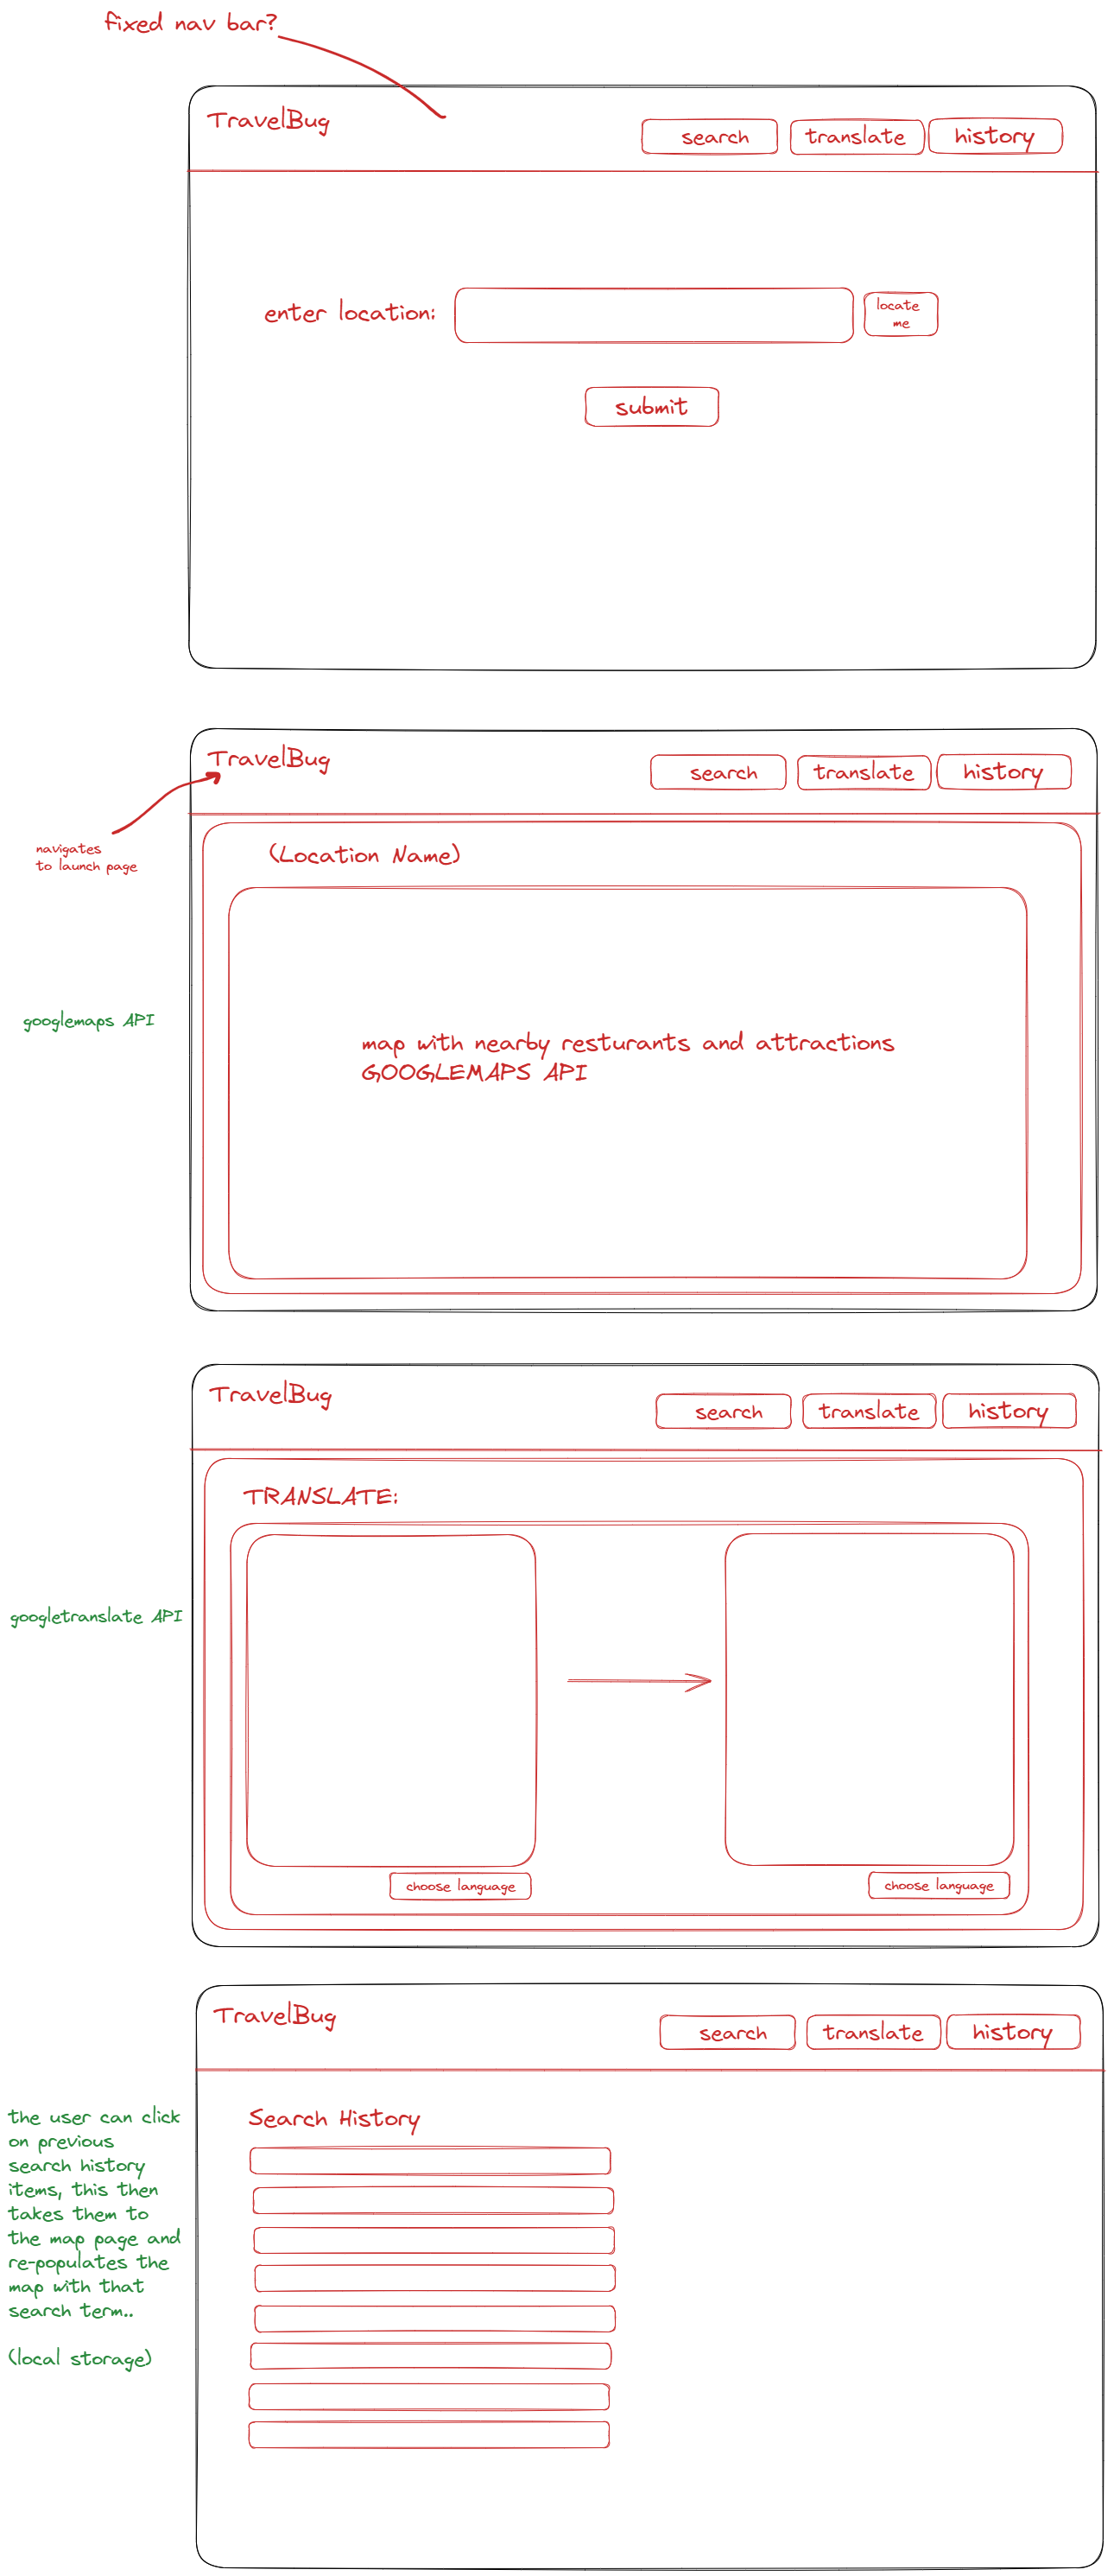 fixed nav bar?
TravelBug
search
translate
history
enter location:
locate
me
submit
TravelBug
search
translate
history
navigates
to launch page
(Location Name)
googlemaps API
map with nearby resturants and attractions
GOOGLEMAPS API
TravelBug
search
translate
history
TRANSLATE:
googletranslate API
choose language
choose language
TravelBug
search
translate
history
the user can click
on previous
search history
items, this then
takes them to
the map page and
re-populates the
map with that
search term..
(local storage)
Search History